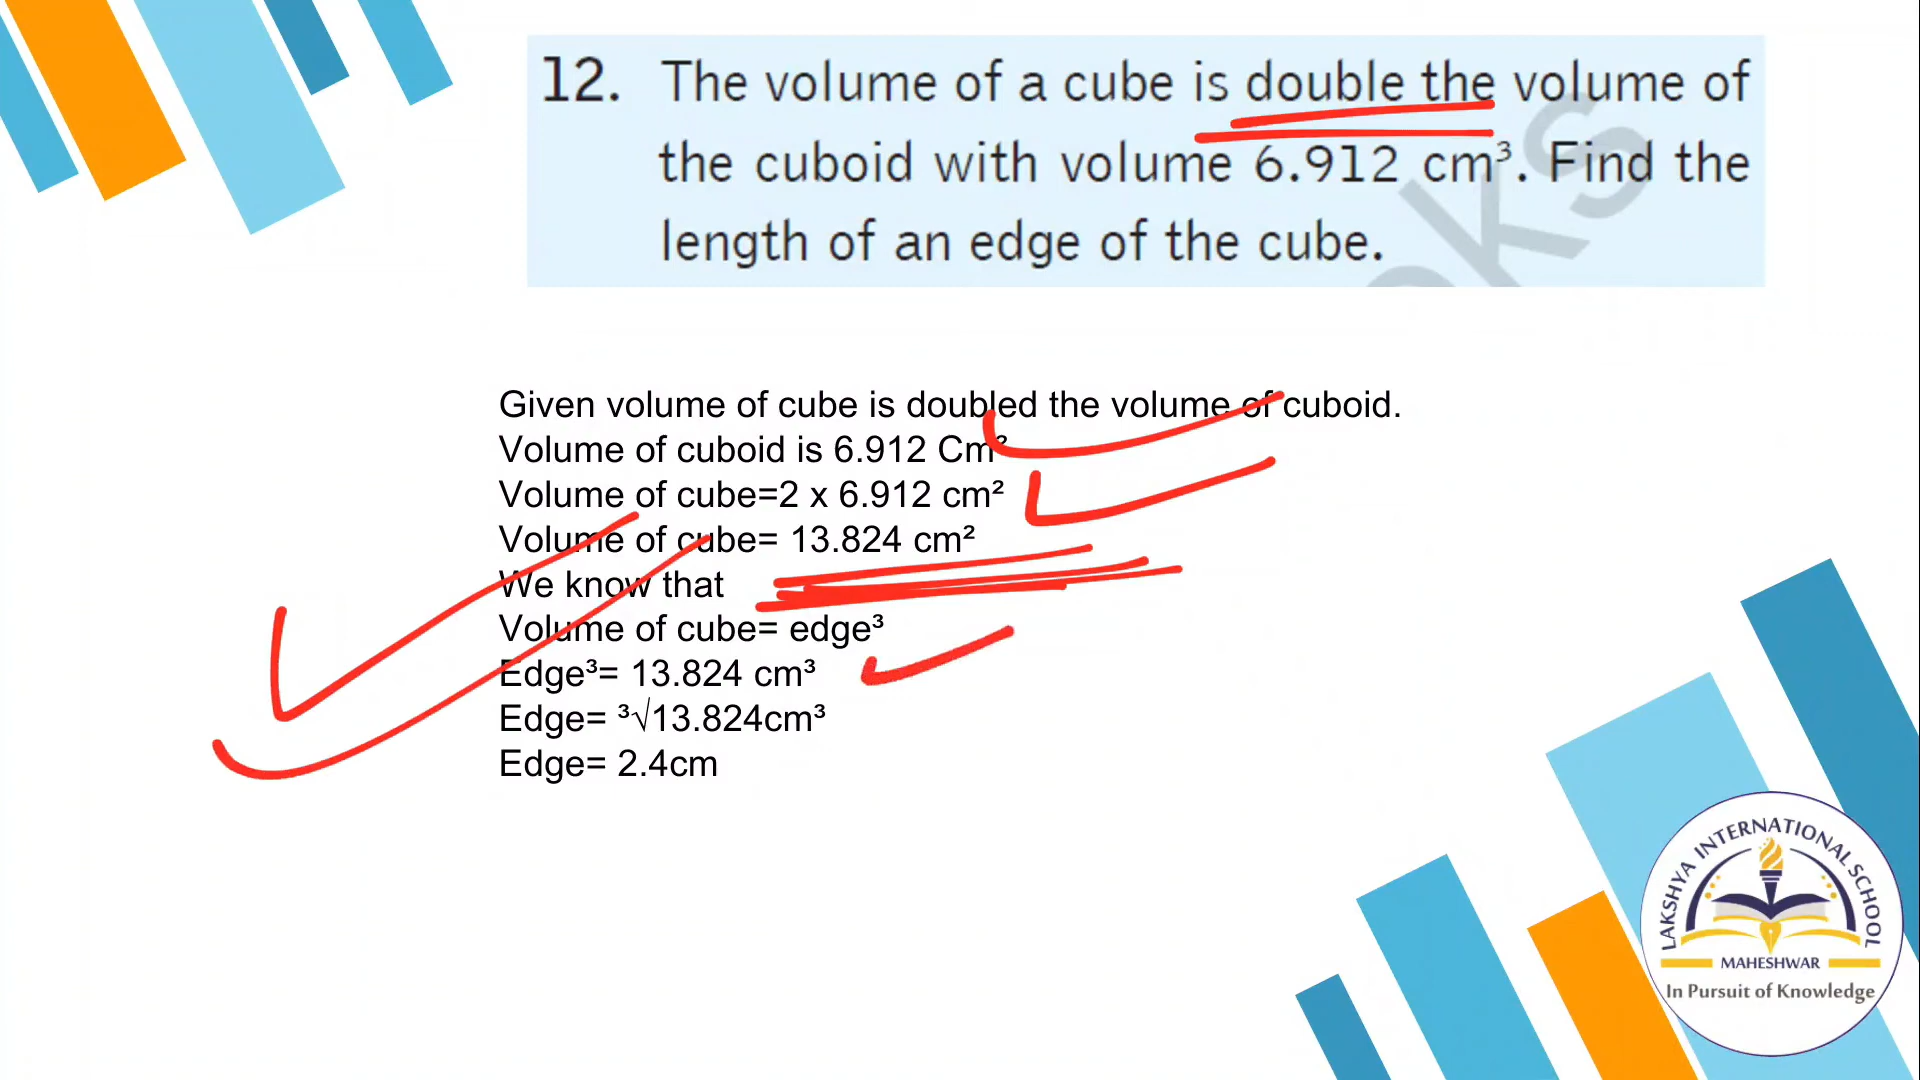 12. The volume of a cube is double the volume of
the cuboid with volume 6.912 cm³. Find the
length of an edge of the cube.
Given volume of cube is doubled the volume of cuboid.
Volume of cuboid is 6.912 Cm²
Volume of cube=2 x 6.912 cm²
Volume of cube= 13.824 cm²
We know that
Volume of cube= edge³
Edge³= 13.824 cm³
Edge= ³√13.824cm³
Edge= 2.4cm
LAKSHYA INTERNATIONAL SCHOOL
MAHESHWAR
In Pursuit of Knowledge